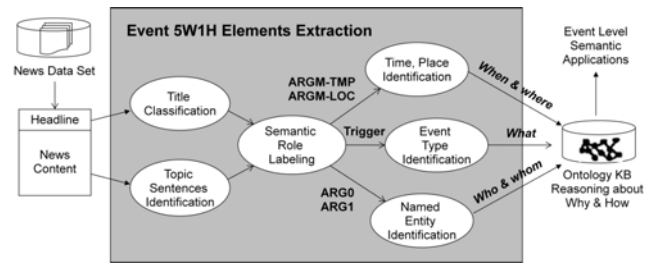 Event 5W1H Elements Extraction
News Data Set
Headline
News
Content
Title
Classification
Topic
Sentences
Identification
Semantic
Role
Labeling
ARGM-TMP
ARGM-LOC
Trigger
ARG0
ARG1
Time, Place
Identification
Event
Type
Identification
Named
Entity
Identification
When & where
What
Who & whom
Event Level
Semantic
Applications
Ontology KB
Reasoning about
Why & How